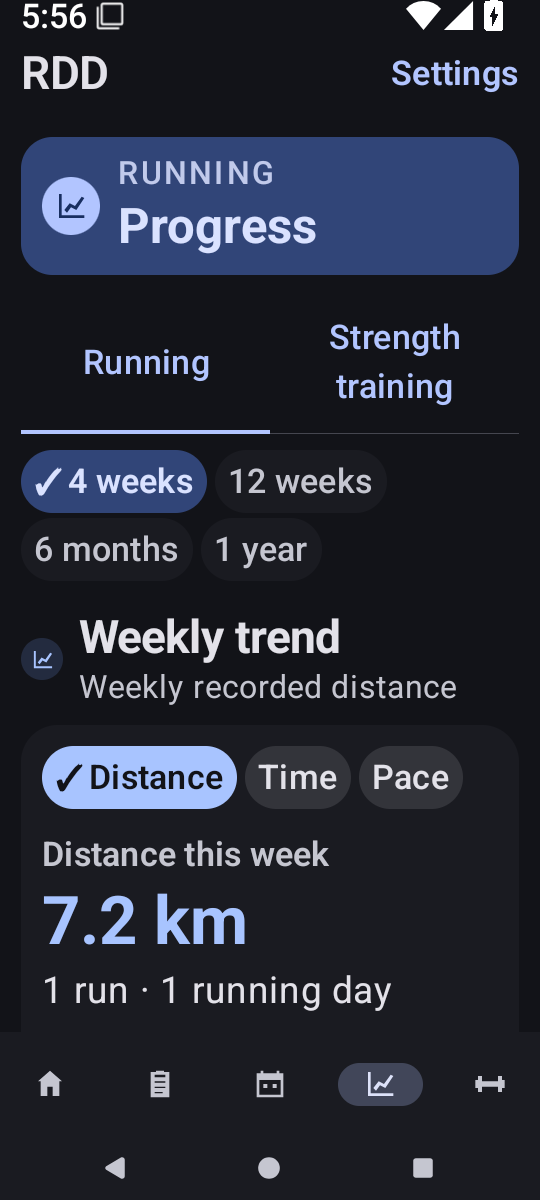 5:56
RDD
Settings
RUNNING
Progress
Running
Strength
training
✓4 weeks
12 weeks
6 months
1 year
Weekly trend
Weekly recorded distance
✓Distance
Time
Pace
Distance this week
7.2 km
1 run · 1 running day